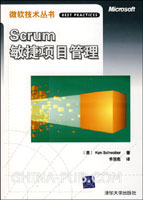 微软技术丛书
BEST PRACTICES
Microsoft
Scrum
敏捷项目管理
(美) Ken Schwaber 著
李国彪 译
清华大学出版社